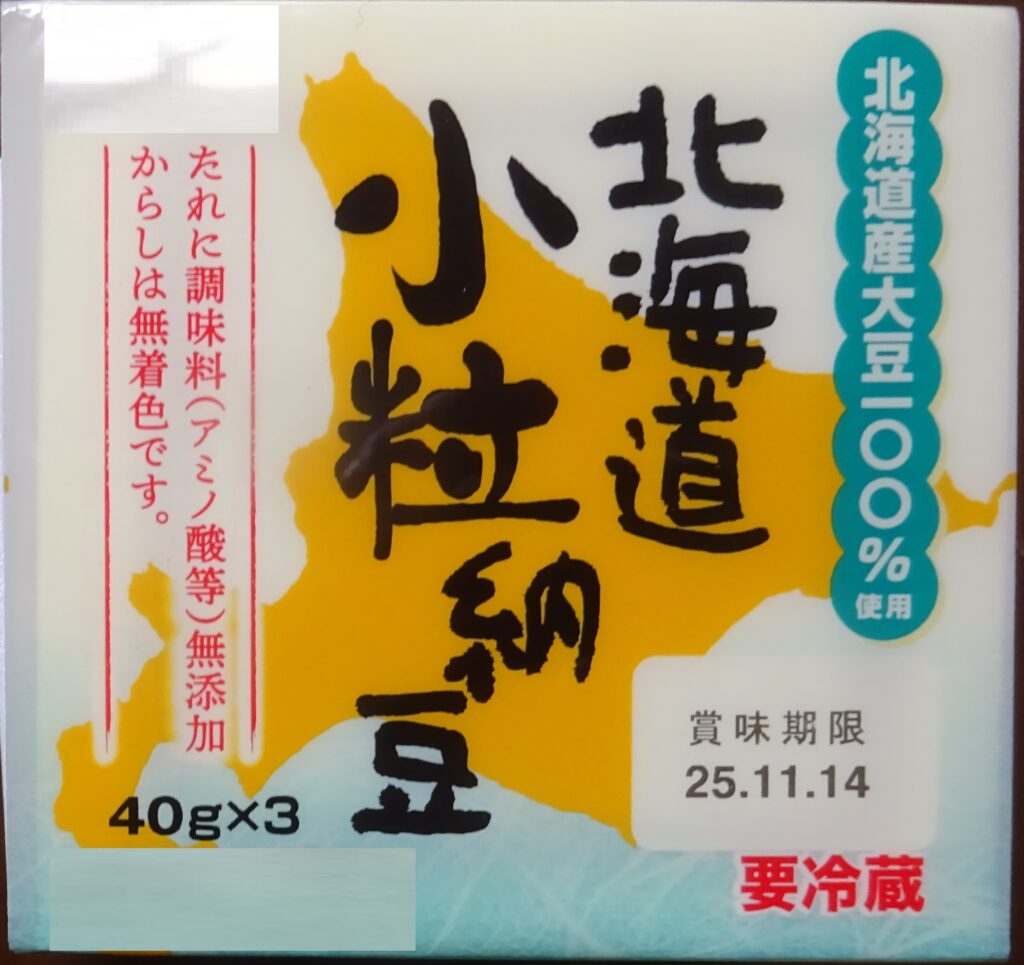 北海道産大豆一〇〇%
使用
北海道
小粒納豆
たれに調味料(アミノ酸等)無添加
からしは無着色です。
40g×3
賞味期限
25.11.14
要冷蔵